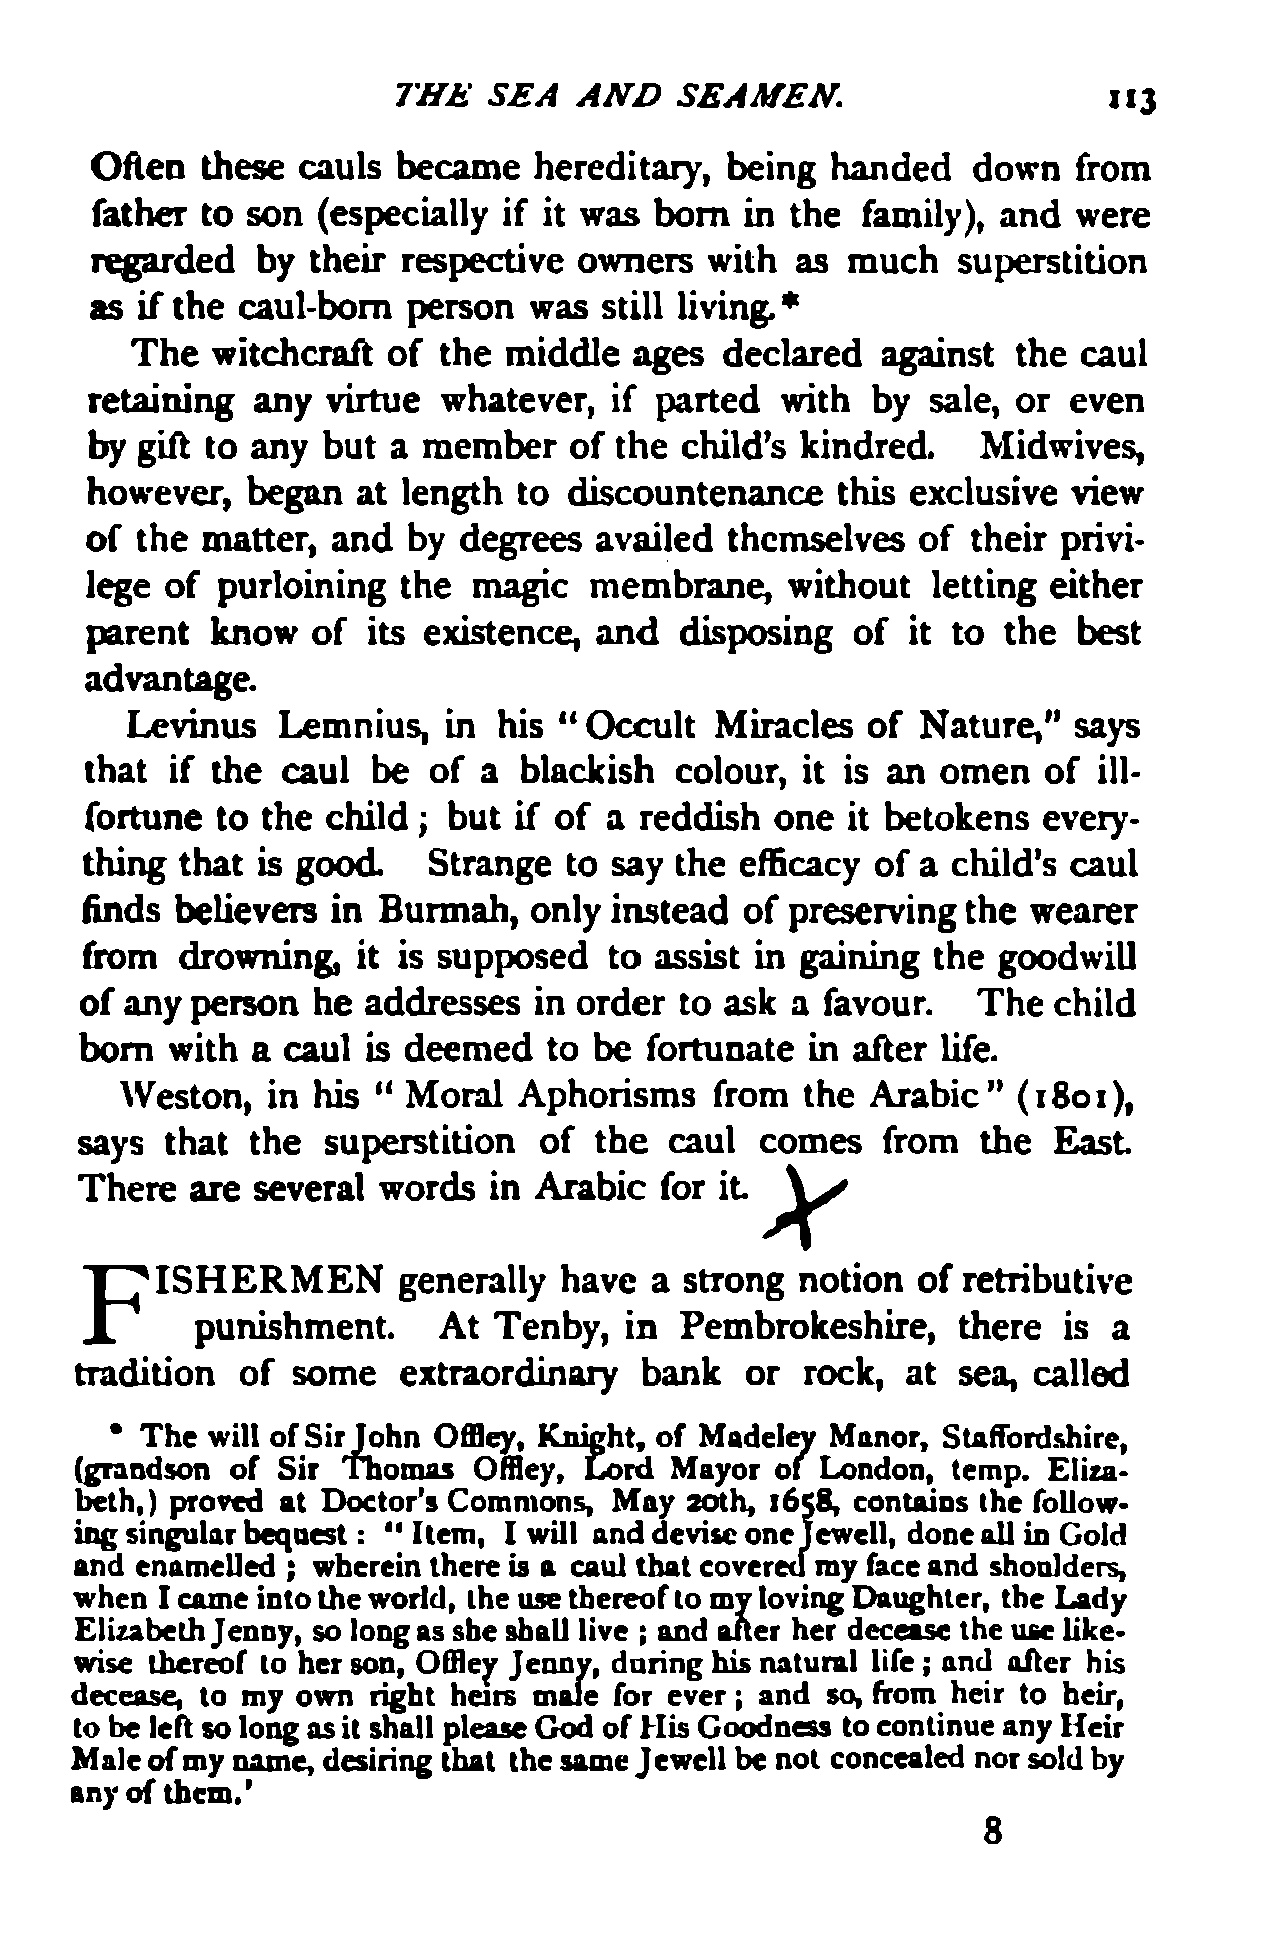 THE SEA AND SEAMEN. 113
Often these cauls became hereditary, being handed down from
father to son (especially if it was born in the family), and were
regarded by their respective owners with as much superstition
as if the caul-born person was still living.*
The witchcraft of the middle ages declared against the caul
retaining any virtue whatever, if parted with by sale, or even
by gift to any but a member of the child's kindred. Midwives,
however, began at length to discountenance this exclusive view
of the matter, and by degrees availed themselves of their privi-
lege of purloining the magic membrane, without letting either
parent know of its existence, and disposing of it to the best
advantage.
Levinus Lemnius, in his "Occult Miracles of Nature," says
that if the caul be of a blackish colour, it is an omen of ill-
fortune to the child; but if of a reddish one it betokens every-
thing that is good. Strange to say the efficacy of a child's caul
finds believers in Burmah, only instead of preserving the wearer
from drowning, it is supposed to assist in gaining the goodwill
of any person he addresses in order to ask a favour. The child
born with a caul is deemed to be fortunate in after life.
Weston, in his "Moral Aphorisms from the Arabic" (1801),
says that the superstition of the caul comes from the East.
There are several words in Arabic for it.
FISHERMEN generally have a strong notion of retributive
punishment. At Tenby, in Pembrokeshire, there is a
tradition of some extraordinary bank or rock, at sea, called
* The will of Sir John Offley, Knight, of Madeley Manor, Staffordshire,
(grandson of Sir Thomas Offley, Lord Mayor of London, temp. Eliza-
beth,) proved at Doctor's Commons, May 20th, 1658, contains the follow-
ing singular bequest: "Item, I will and devise one Jewell, done all in Gold
and enamelled; wherein there is a caul that covered my face and shoulders,
when I came into the world, the use thereof to my loving Daughter, the Lady
Elizabeth Jenny, so long as she shall live; and after her decease the use like-
wise thereof to her son, Offley Jenny, during his natural life; and after his
decease, to my own right heirs male for ever; and so, from heir to heir,
to be left so long as it shall please God of His Goodness to continue any Heir
Male of my name, desiring that the same Jewell be not concealed nor sold by
any of them.'
8